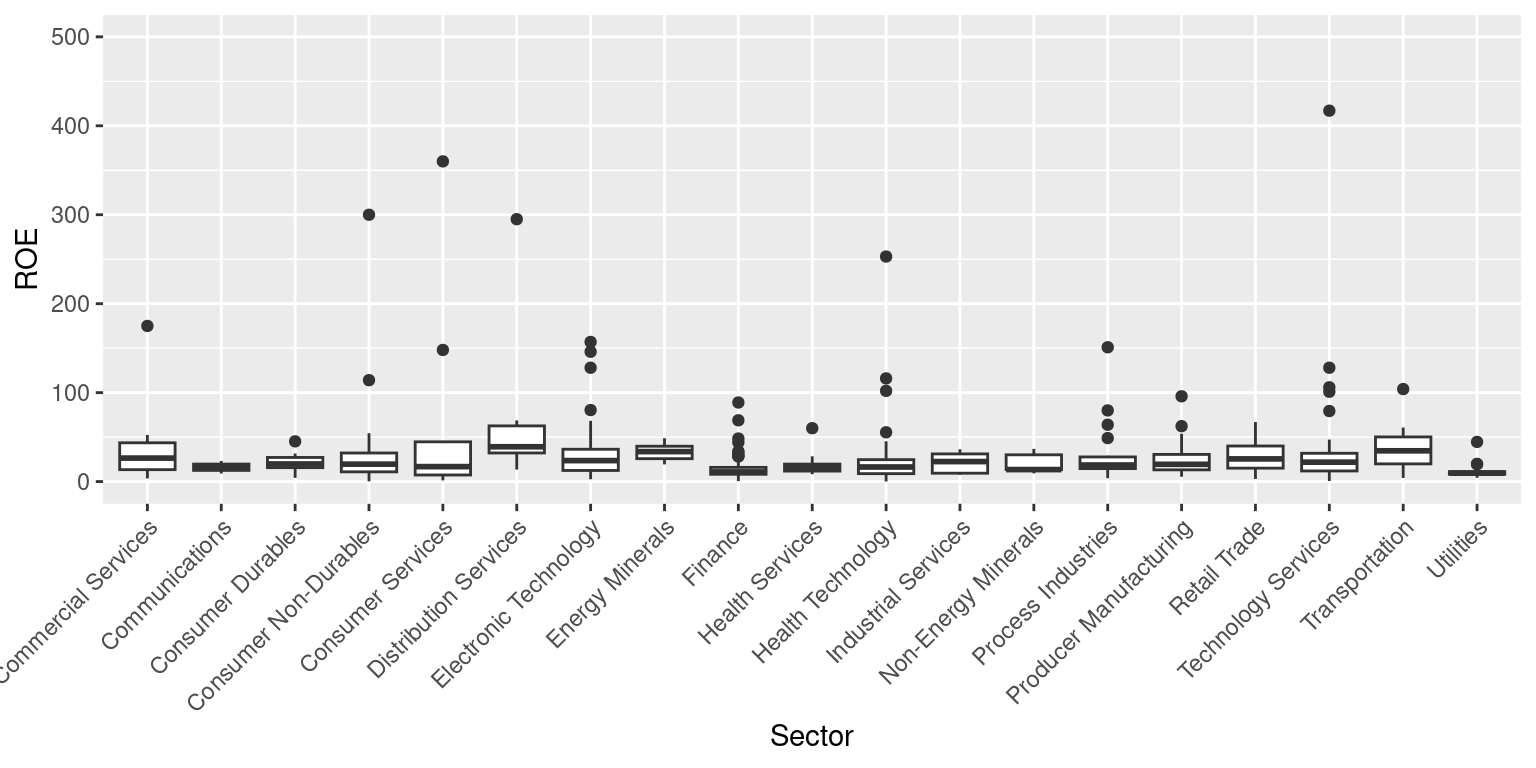 500
400
300
200
100
0
ROE
Commercial Services
Communications
Consumer Durables
Consumer Non-Durables
Consumer Services
Distribution Services
Electronic Technology
Energy Minerals
Finance
Health Services
Health Technology
Industrial Services
Non-Energy Minerals
Process Industries
Producer Manufacturing
Retail Trade
Technology Services
Transportation
Utilities
Sector